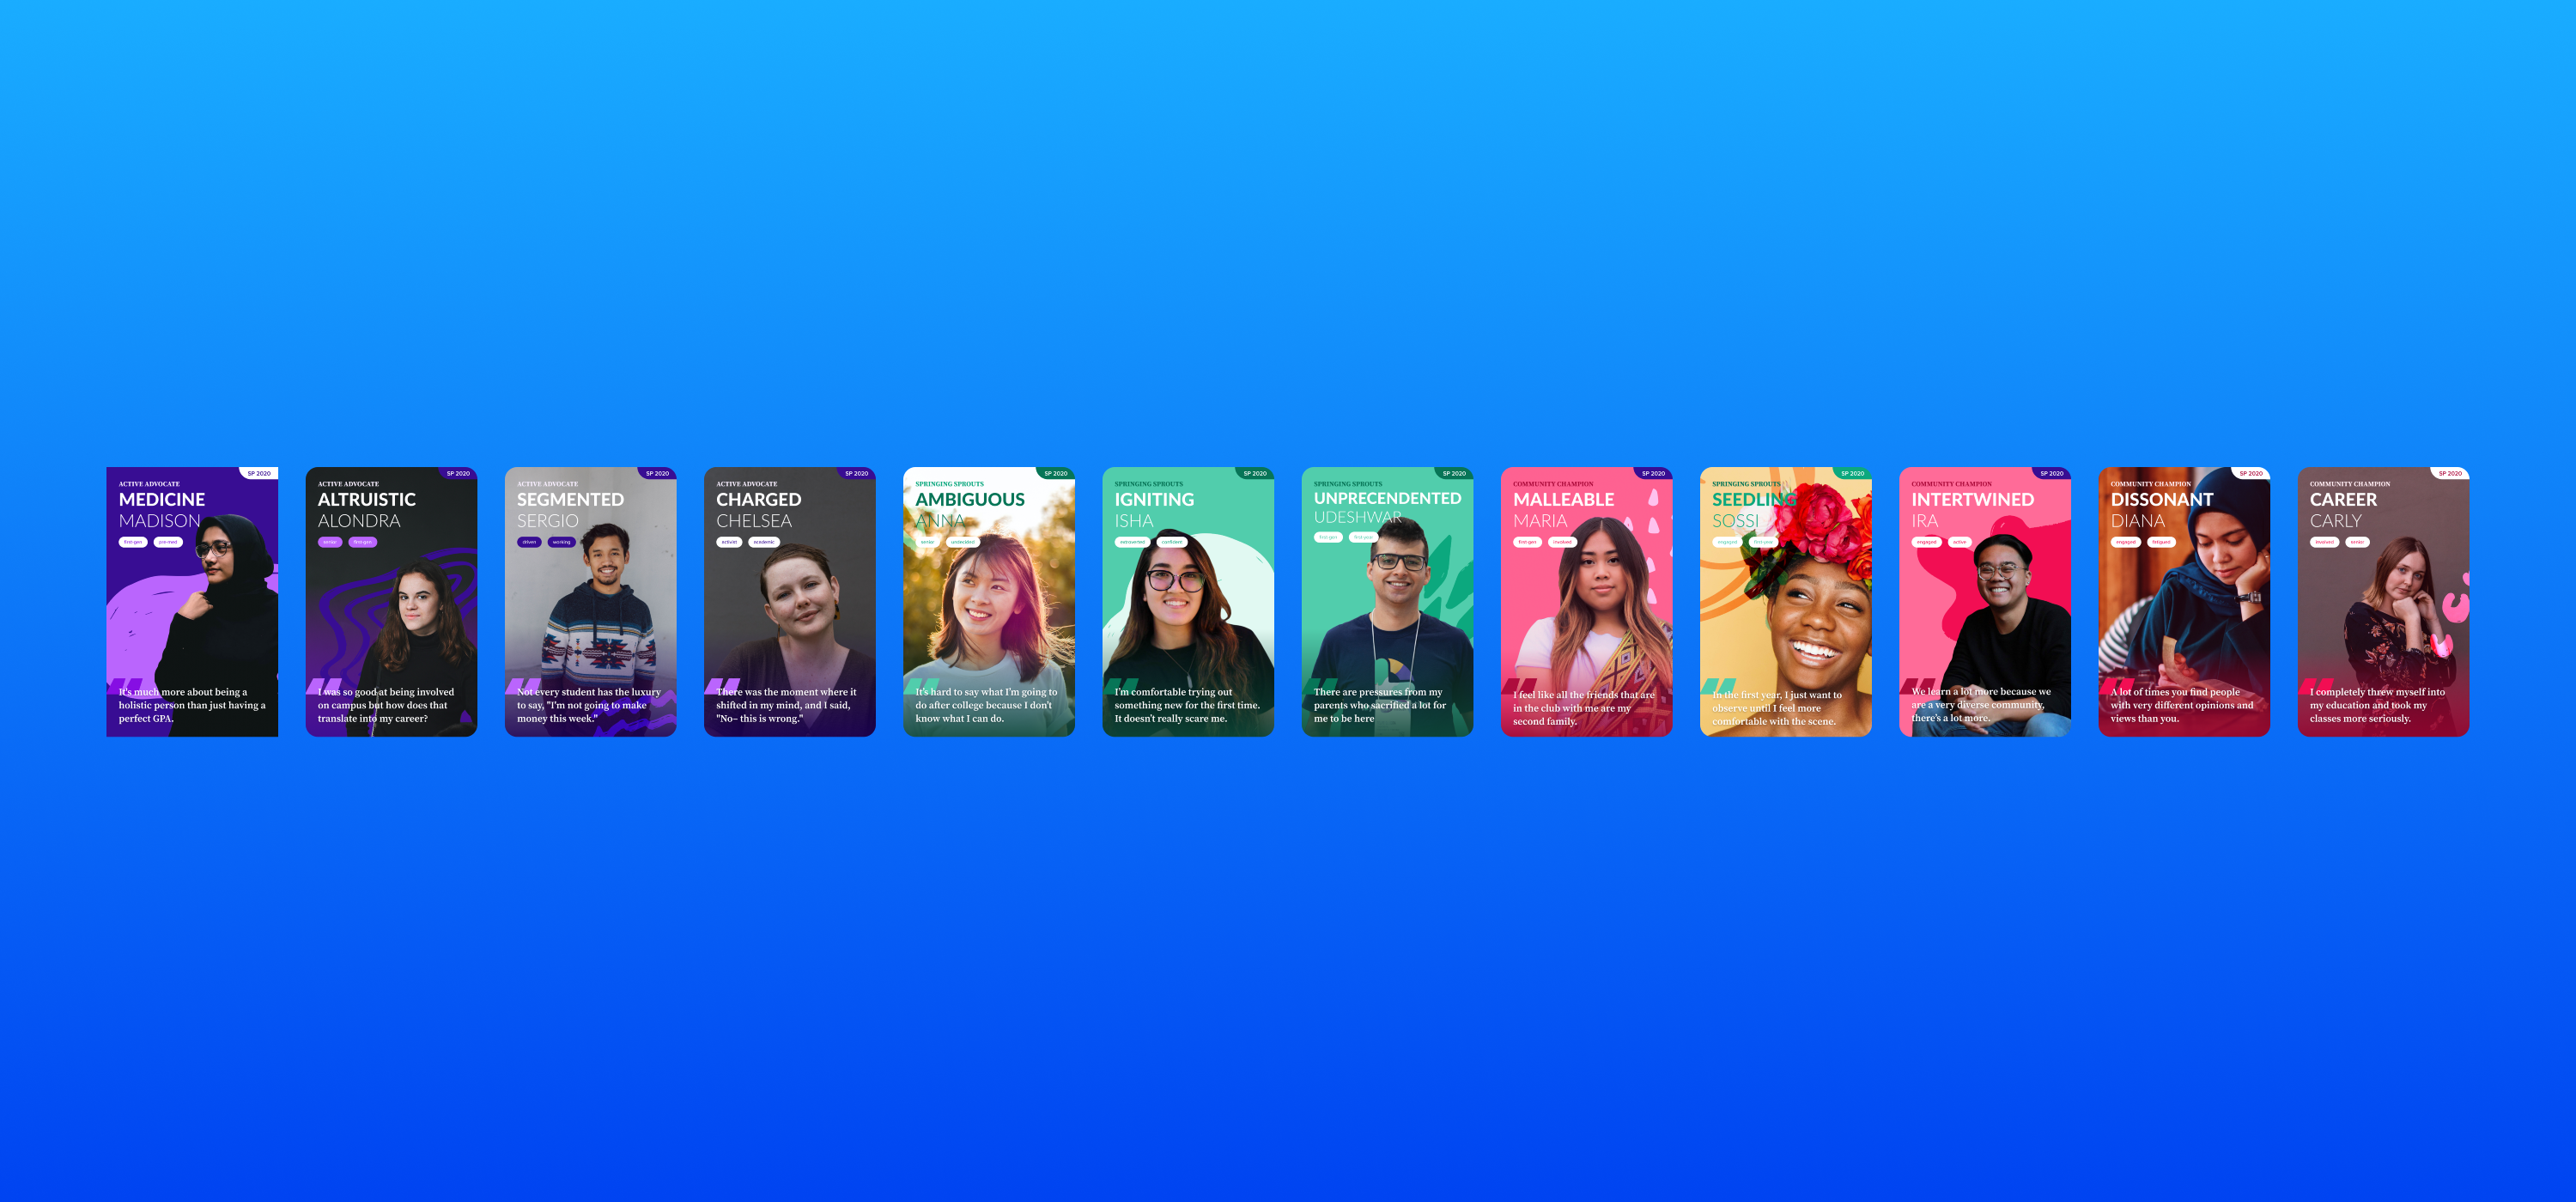 SP 2020
ACTIVE ADVOCATE
MEDICINE
MADISON
first-gen pre-med
It's much more about being a
holistic person than just having a
perfect GPA.
SP 2020
ACTIVE ADVOCATE
ALTRUISTIC
ALONDRA
senior first-gen
I was so good at being involved
on campus but how does that
translate into my career?
SP 2020
ACTIVE ADVOCATE
SEGMENTED
SERGIO
driven working
Not every student has the luxury
to say, "I'm not going to make
money this week."
SP 2020
ACTIVE ADVOCATE
CHARGED
CHELSEA
activist academic
There was the moment where it
shifted in my mind, and I said,
"No– this is wrong."
SP 2020
SPRINGING SPROUTS
AMBIGUOUS
ANNA
senior undecided
It's hard to say what I'm going to
do after college because I don't
know what I can do.
SP 2020
SPRINGING SPROUTS
IGNITING
ISHA
extroverted confident
I'm comfortable trying out
something new for the first time.
It doesn't really scare me.
SP 2020
SPRINGING SPROUTS
UNPRECENDENTED
UDESHWAR
first-gen first-year
There are pressures from my
parents who sacrified a lot for
me to be here
SP 2020
COMMUNITY CHAMPION
MALLEABLE
MARIA
first-gen involved
I feel like all the friends that are
in the club with me are my
second family.
SP 2020
SPRINGING SPROUTS
SEEDLING
SOSSI
engaged first-year
In the first year, I just want to
observe until I feel more
comfortable with the scene.
SP 2020
COMMUNITY CHAMPION
INTERTWINED
IRA
engaged active
We learn a lot more because we
are a very diverse community,
there's a lot more.
SP 2020
COMMUNITY CHAMPION
DISSONANT
DIANA
engaged fatigued
A lot of times you find people
with very different opinions and
views than you.
SP 2020
COMMUNITY CHAMPION
CAREER
CARLY
involved senior
I completely threw myself into
my education and took my
classes more seriously.